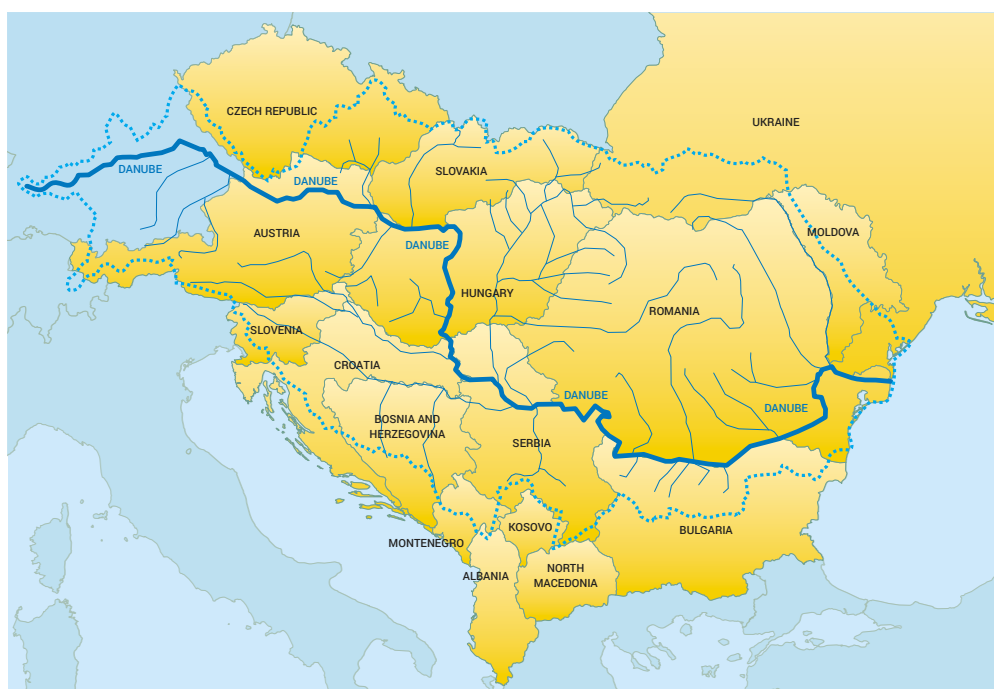 CZECH REPUBLIC
UKRAINE
DANUBE
DANUBE
SLOVAKIA
AUSTRIA
MOLDOVA
DANUBE
HUNGARY
ROMANIA
SLOVENIA
CROATIA
DANUBE
DANUBE
BOSNIA AND
HERZEGOVINA
SERBIA
KOSOVO
BULGARIA
MONTENEGRO
ALBANIA
NORTH
MACEDONIA